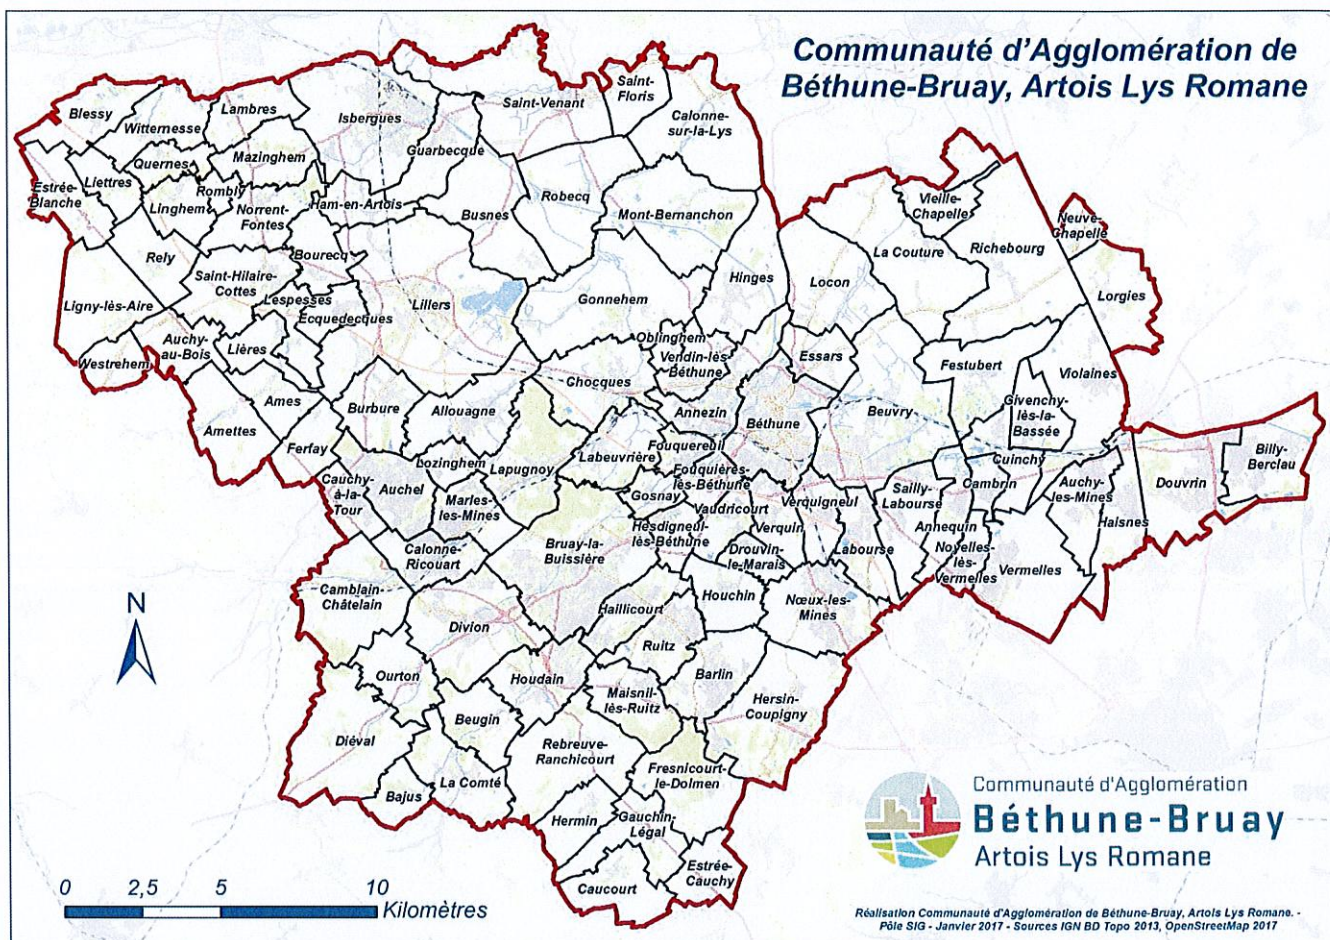 Communauté d'Agglomération de
Béthune-Bruay, Artois Lys Romane
Saint-
Floris
Saint-Venant
Calonne-
sur-la-Lys
Blessy
Lambres
Isbergues
Witternesse
Guarbecque
Quernes
Mazinghem
Liettres
Rombly
Estrée-
Blanche
Linghem
Norrent-
Fontes
Ham-en-Artois
Robecq
Busnes
Mont-Bernanchon
Vieille-
Chapelle
Neuve-
Chapelle
Richebourg
La Couture
Rely
Bourecq
Saint-Hilaire-
Cottes
Hinges
Locon
Lorgies
Ligny-lès-Aire
Lespesses
Ecquedecques
Lillers
Gonnehem
Auchy-
au-Bois
Lières
Westrehem
Oblinghem
Vendin-lès-
Béthune
Essars
Festubert
Violaines
Chocques
Ames
Amettes
Burbure
Allouagne
Annezin
Béthune
Beuvry
Givenchy-
lès-la-
Bassée
Ferfay
Labeuvrière
Fouquereuil
Fouquières-
lès-Béthune
Lozinghem
Lapugnoy
Cuinchy
Cambrin
Billy-
Berclau
Douvrin
Cauchy-
à-la-
Tour
Auchel
Marles-
les-Mines
Gosnay
Vaudricourt
Verquigneul
Verquin
Sailly-
Labourse
Auchy-
les-Mines
Haisnes
Annequin
Hesdigneul-
lès-Béthune
Drouvin-
le-Marais
Labourse
Noyelles-
lès-
Vermelles
Vermelles
Calonne-
Ricouart
Bruay-la-
Buissière
Camblain-
Châtelain
Houchin
Nœux-les-
Mines
Haillicourt
Divion
Ruitz
N
Ourton
Houdain
Barlin
Maisnil-
lès-Ruitz
Hersin-
Coupigny
Beugin
Diéval
Rebreuve-
Ranchicourt
Fresnicourt-
le-Dolmen
La Comté
Bajus
Hermin
Gauchin-
Légal
Estrée-
Cauchy
Caucourt
Communauté d'Agglomération
Béthune-Bruay
Artois Lys Romane
0 2,5 5 10
Kilomètres
Réalisation Communauté d'Agglomération de Béthune-Bruay, Artois Lys Romane. -
Pôle SIG - Janvier 2017 - Sources IGN BD Topo 2013, OpenStreetMap 2017